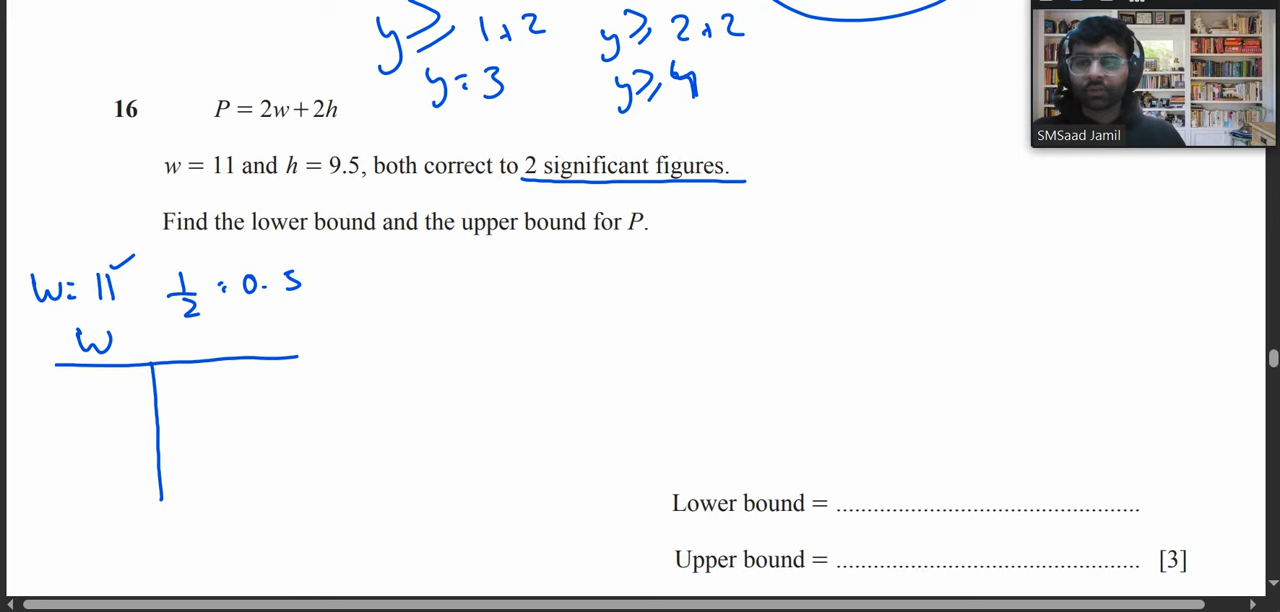 y ⩾ 1+2 y ⩾ 2+2
y = 3 y ⩾ 4
16 P = 2w + 2h
SMSaad Jamil
w = 11 and h = 9.5, both correct to 2 significant figures.
Find the lower bound and the upper bound for P.
W= 11 ✓ 1/2 = 0.5
W
Lower bound = ................................................
Upper bound = ................................................ [3]